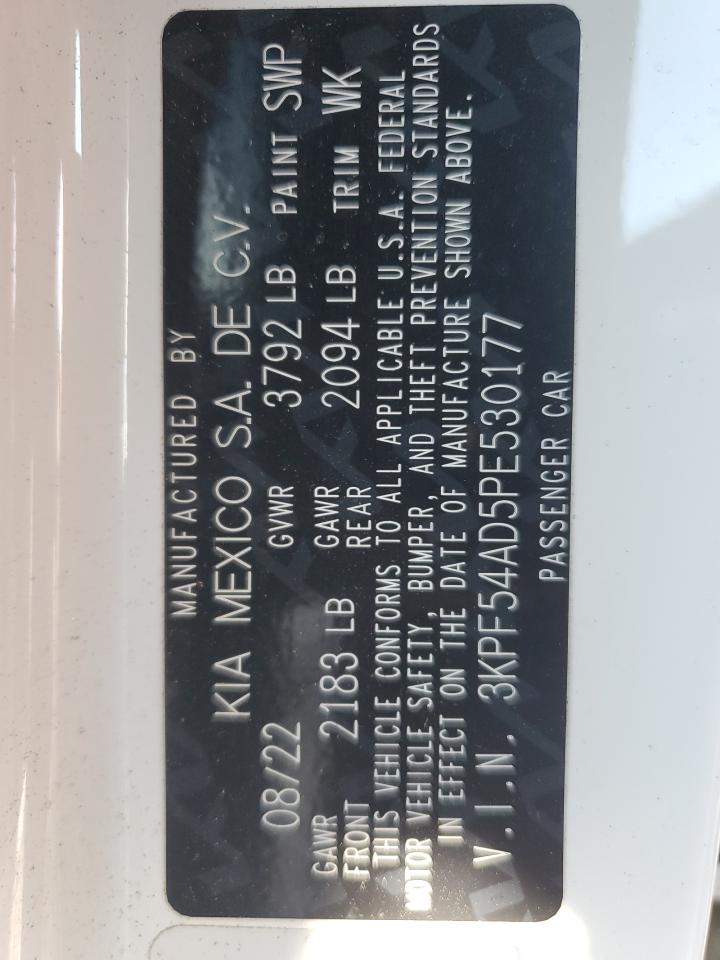 MANUFACTURED BY
KIA MEXICO S.A. DE C.V.
08/22 GVWR 3792 LB PAINT SWP
GAWR FRONT 2183 LB GAWR REAR 2094 LB TRIM WK
THIS VEHICLE CONFORMS TO ALL APPLICABLE U.S.A. FEDERAL
MOTOR VEHICLE SAFETY, BUMPER, AND THEFT PREVENTION STANDARDS
IN EFFECT ON THE DATE OF MANUFACTURE SHOWN ABOVE.
V.I.N. 3KPF54AD5PE530177
PASSENGER CAR